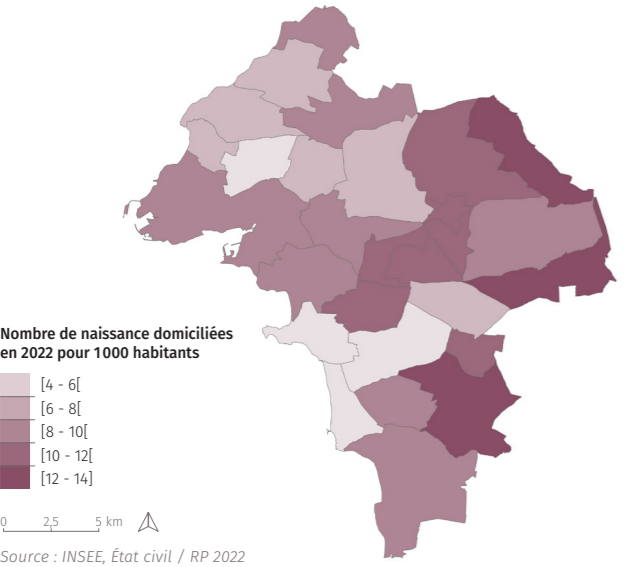 Nombre de naissance domiciliées
en 2022 pour 1000 habitants
[4 - 6[
[6 - 8[
[8 - 10[
[10 - 12[
[12 - 14]
0 2,5 5 km
Source : INSEE, État civil / RP 2022